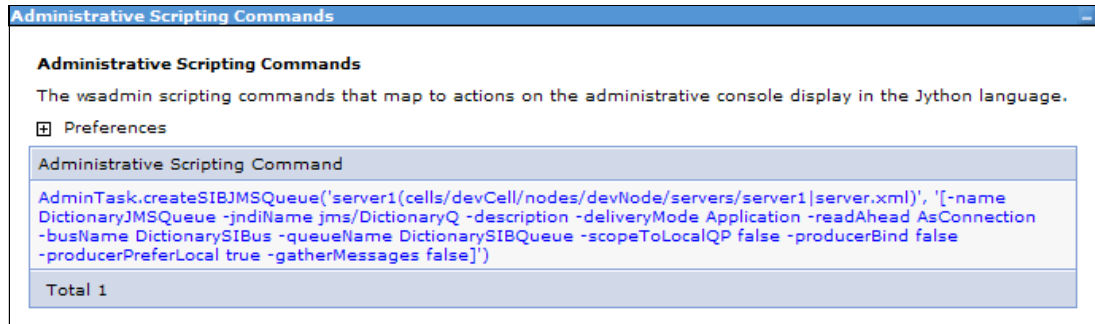 Administrative Scripting Commands
Administrative Scripting Commands
The wsadmin scripting commands that map to actions on the administrative console display in the Jython language.
Preferences
Administrative Scripting Command
AdminTask.createSIBJMSQueue('server1(cells/devCell/nodes/devNode/servers/server1|server.xml)', '[-name
DictionaryJMSQueue -jndiName jms/DictionaryQ -description -deliveryMode Application -readAhead AsConnection
-busName DictionarySIBus -queueName DictionarySIBQueue -scopeToLocalQP false -producerBind false
-producerPreferLocal true -gatherMessages false]')
Total 1